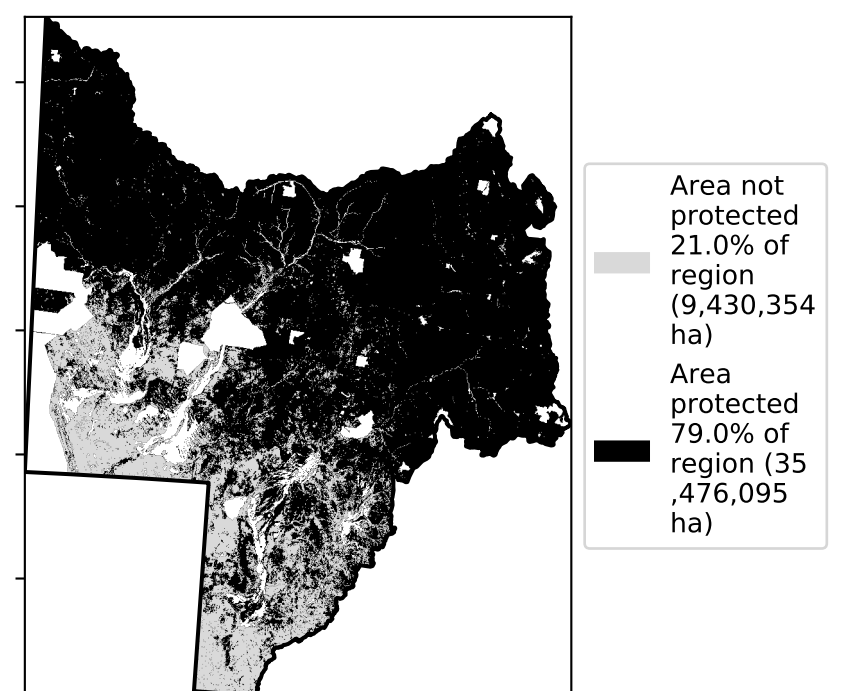 Area not
protected
21.0% of
region
(9,430,354
ha)
Area
protected
79.0% of
region (35
,476,095
ha)